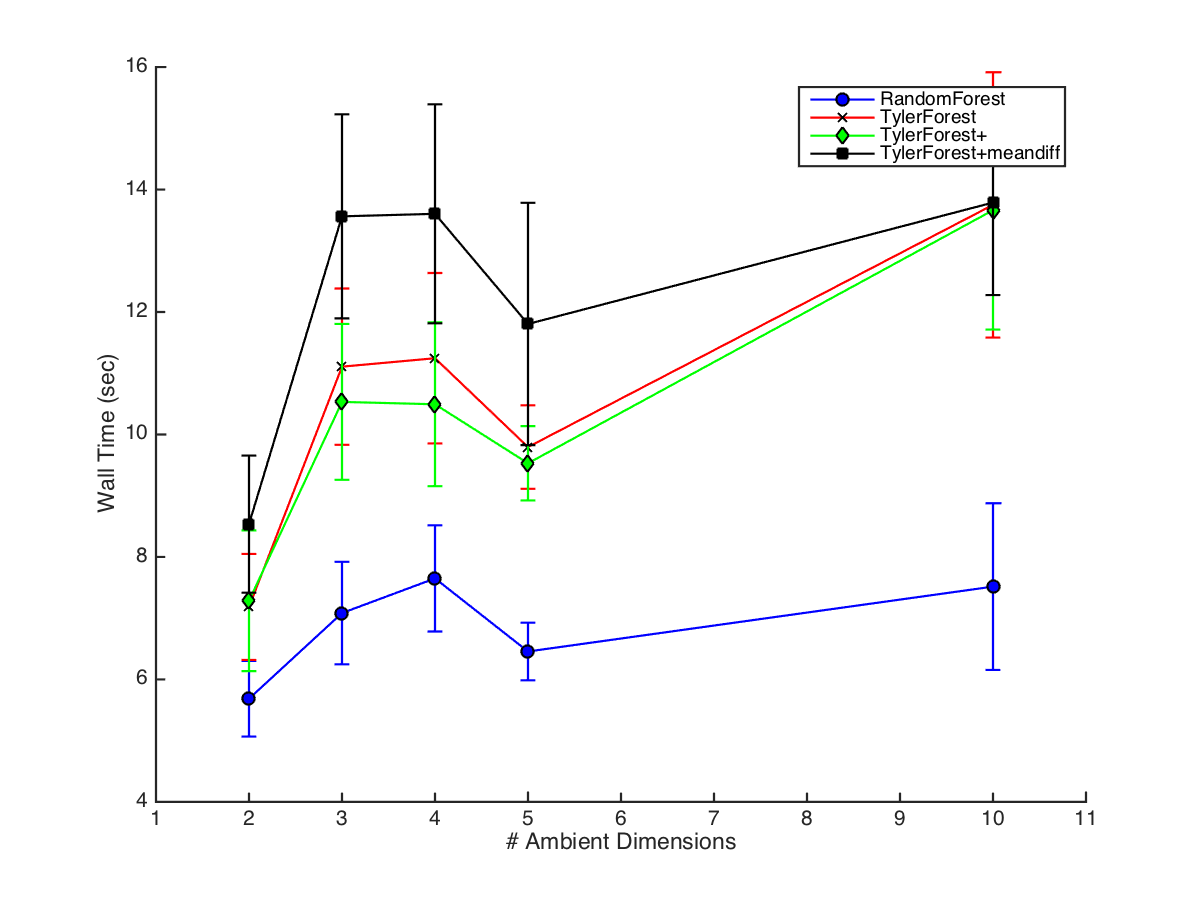 16
14
12
10
8
6
4
Wall Time (sec)
RandomForest
TylerForest
TylerForest+
TylerForest+meandiff
1 2 3 4 5 6 7 8 9 10 11
# Ambient Dimensions